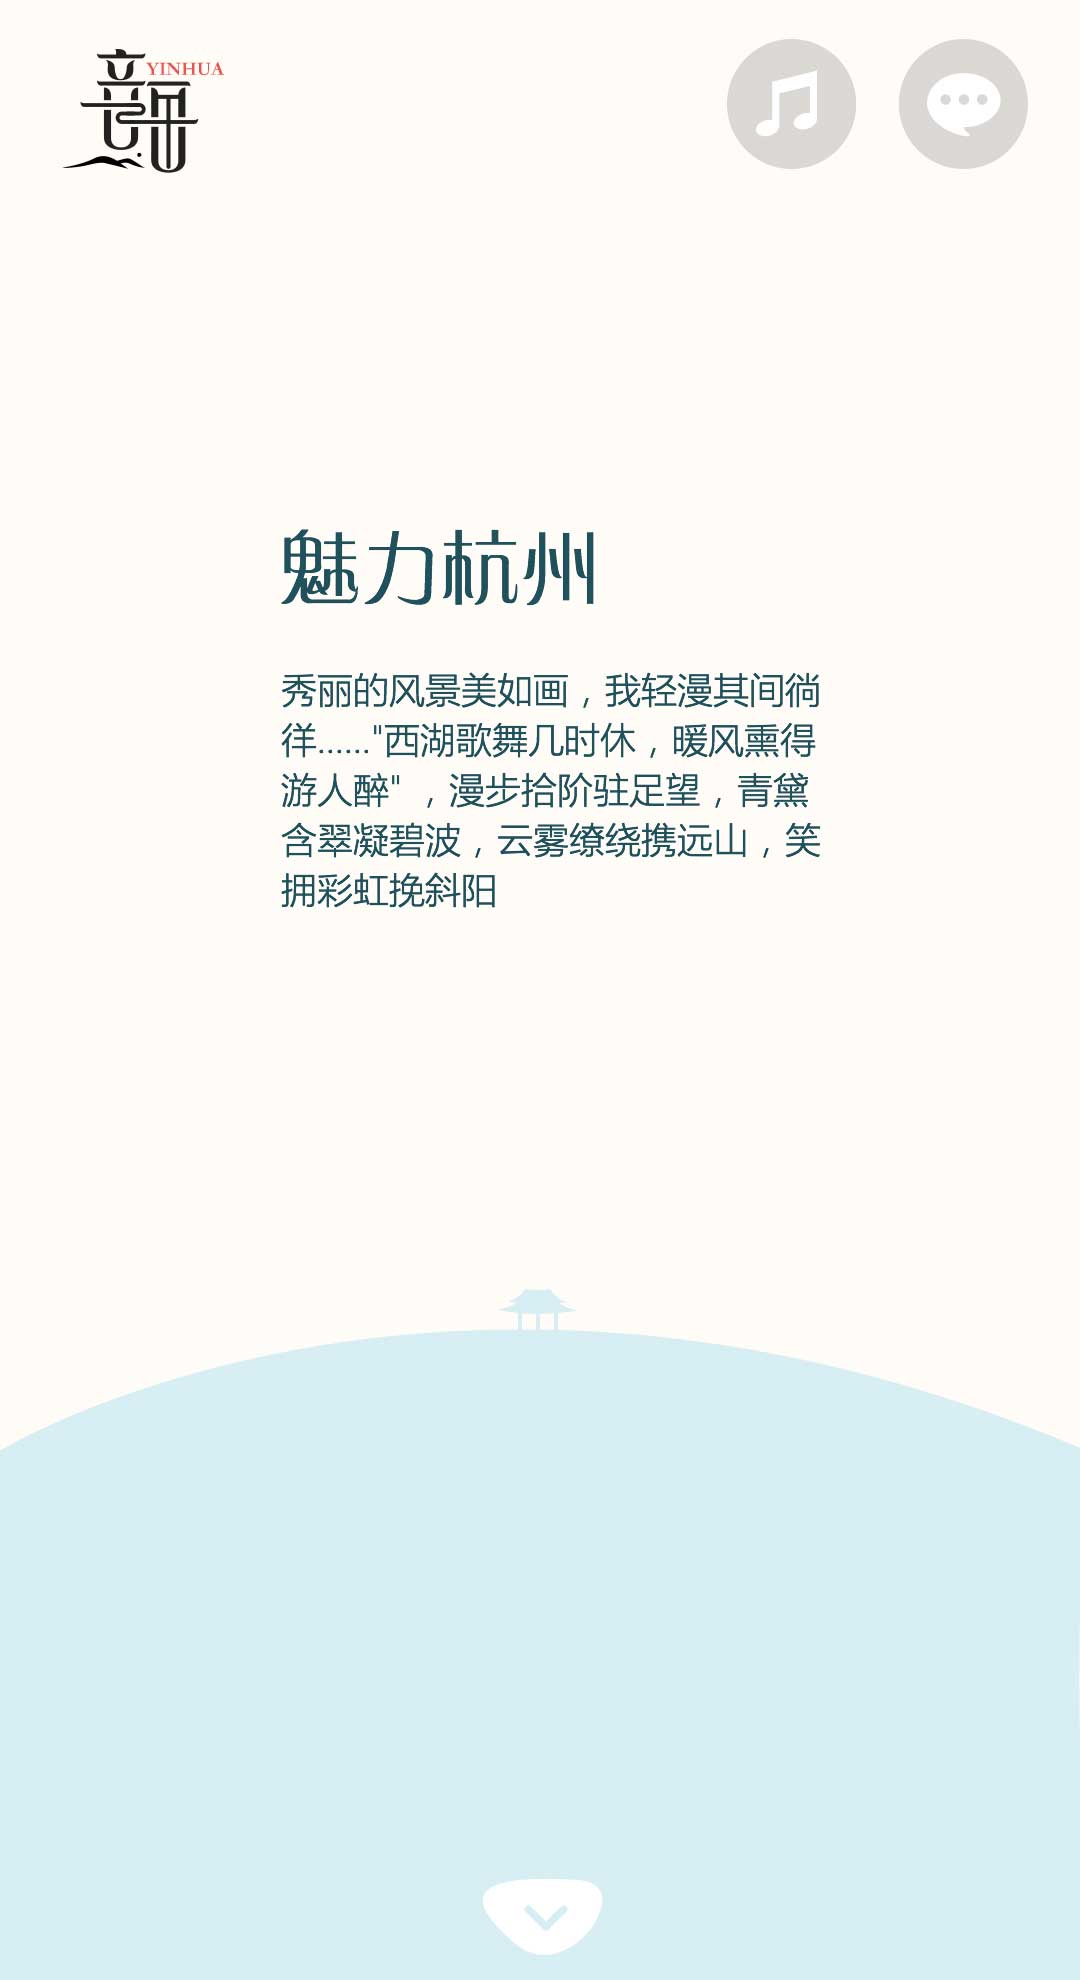 YINHUA
魅力杭州
秀丽的风景美如画，我轻漫其间徜
徉......"西湖歌舞几时休，暖风熏得
游人醉"，漫步拾阶驻足望，青黛
含翠凝碧波，云雾缭绕携远山，笑
拥彩虹挽斜阳